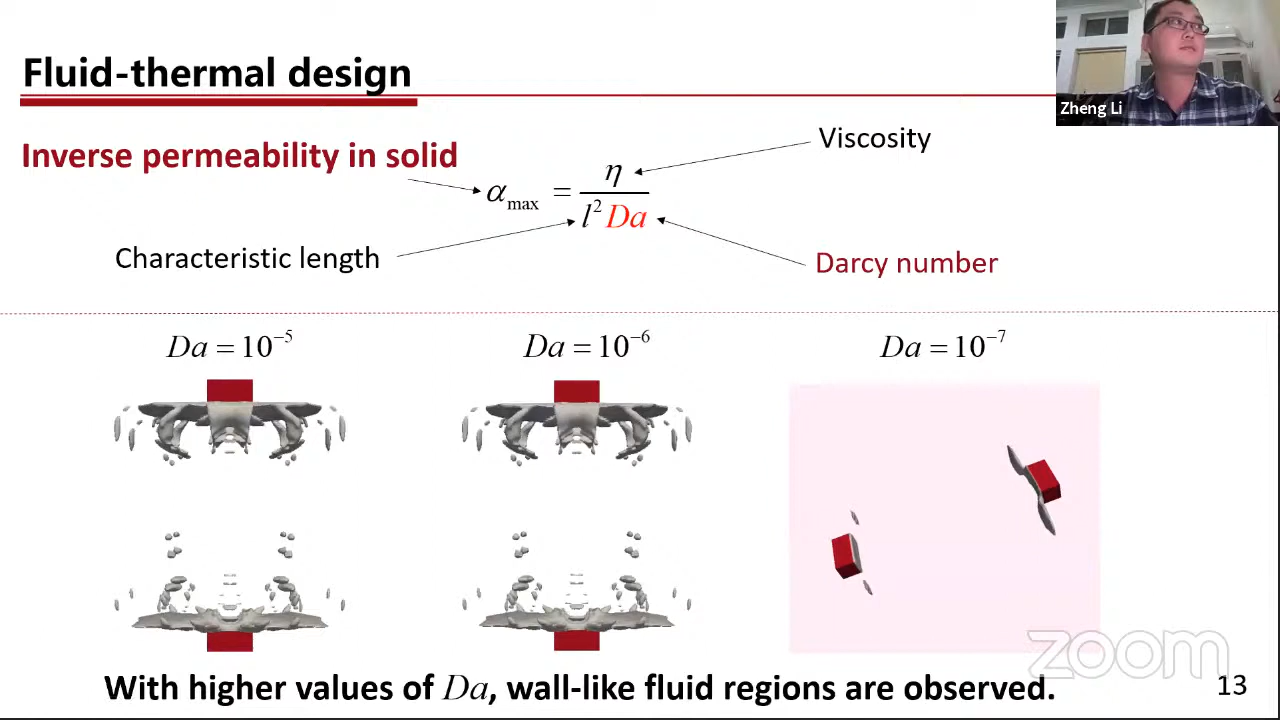 Fluid-thermal design
Zheng Li
Inverse permeability in solid
Viscosity
α_max = η / (l² Da)
Characteristic length
Darcy number
Da = 10⁻⁵
Da = 10⁻⁶
Da = 10⁻⁷
zoom
With higher values of Da, wall-like fluid regions are observed.
13